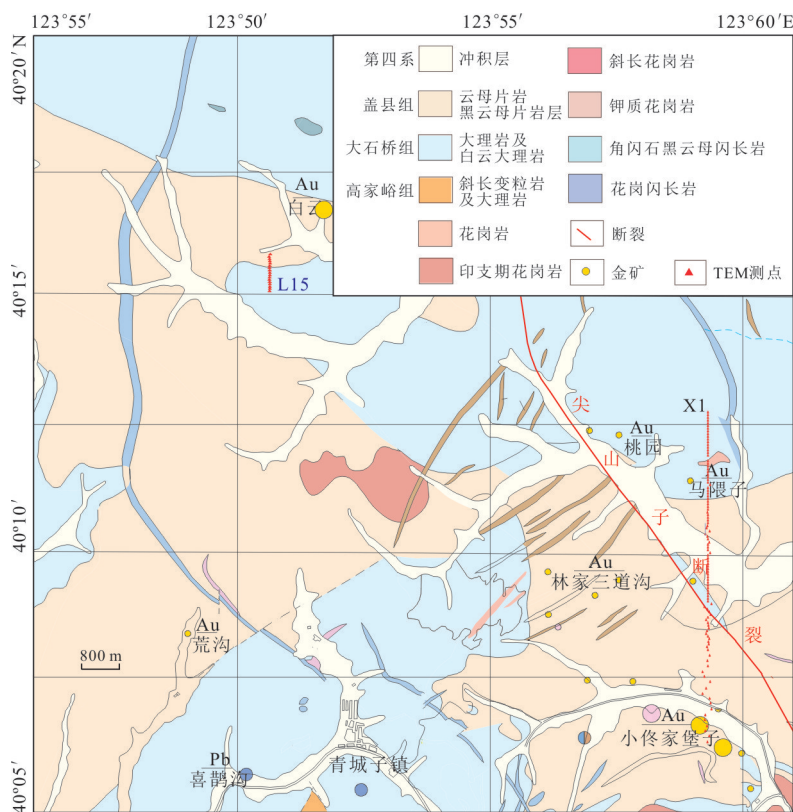 123°55′ 123°50′ 123°55′ 123°60′
40°20′ N
40°15′
40°10′
40°05′
第四系 冲积层 斜长花岗岩
盖县组 云母片岩
黑云母片岩层 钾质花岗岩
大石桥组 大理岩及
白云大理岩 角闪石黑云母闪长岩
高家峪组 斜长变粒岩
及大理岩 花岗闪长岩
花岗岩 断裂
印支期花岗岩 金矿 TEM测点
Au
白云
L15
X1
尖山子断裂
Au
桃园
Au
马隈子
Au
林家三道沟
Au
荒沟
800 m
Au
小佟家堡子
Pb
喜鹊沟
青城子镇